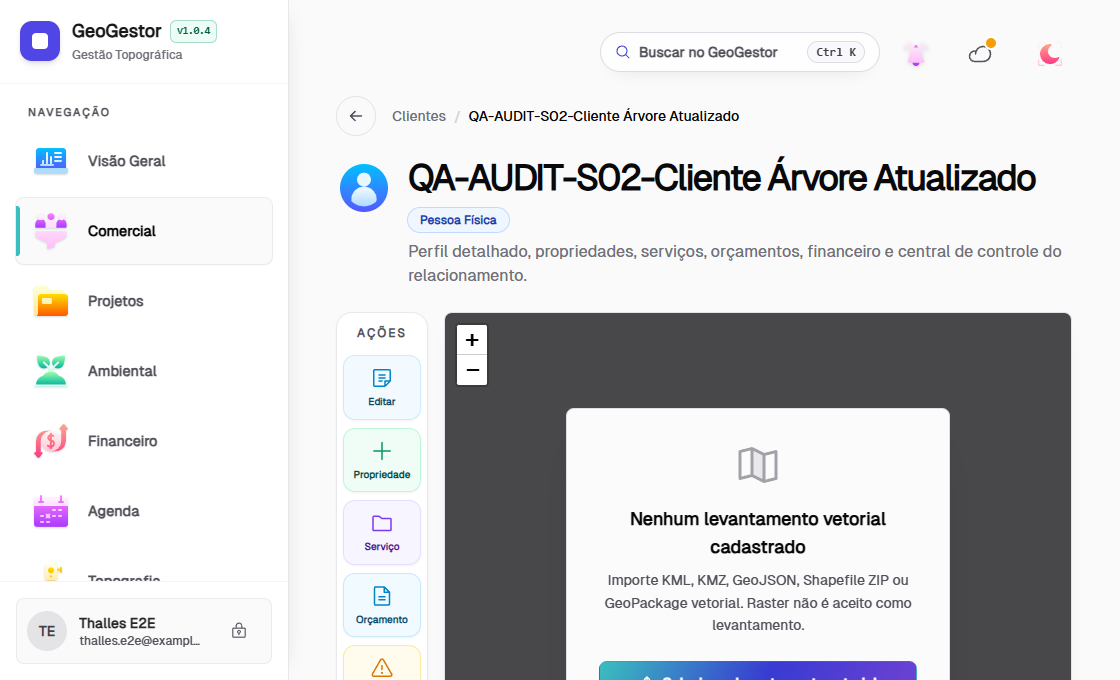 GeoGestor v1.0.4
Gestão Topográfica
Buscar no GeoGestor Ctrl K
NAVEGAÇÃO
Visão Geral
Comercial
Projetos
Ambiental
Financeiro
Agenda
Topografia
TE
Thalles E2E
thalles.e2e@exampl...
Clientes / QA-AUDIT-S02-Cliente Árvore Atualizado
QA-AUDIT-S02-Cliente Árvore Atualizado
Pessoa Física
Perfil detalhado, propriedades, serviços, orçamentos, financeiro e central de controle do
relacionamento.
AÇÕES
Editar
Propriedade
Serviço
Orçamento
+
−
Nenhum levantamento vetorial
cadastrado
Importe KML, KMZ, GeoJSON, Shapefile ZIP ou
GeoPackage vetorial. Raster não é aceito como
levantamento.